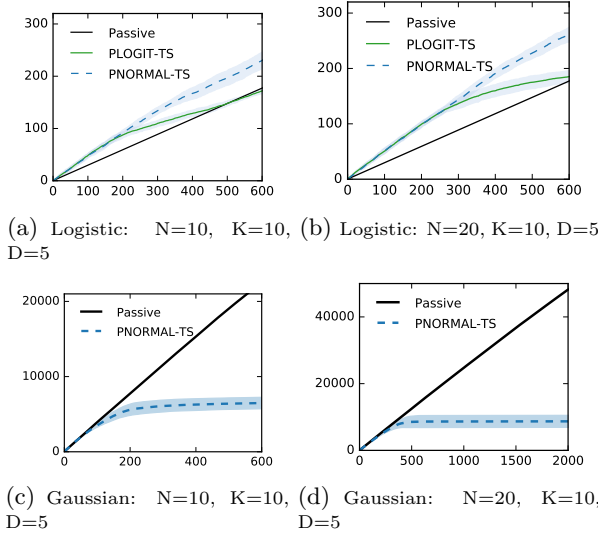 300
200
100
0
0 100 200 300 400 500 600
Passive
PLOGIT-TS
PNORMAL-TS
300
200
100
0
0 100 200 300 400 500 600
Passive
PLOGIT-TS
PNORMAL-TS
(a) Logistic: N=10, K=10,
D=5
(b) Logistic: N=20, K=10, D=5
20000
10000
0
0 200 400 600
Passive
PNORMAL-TS
40000
20000
0
0 500 1000 1500 2000
Passive
PNORMAL-TS
(c) Gaussian: N=10, K=10,
D=5
(d) Gaussian: N=20, K=10,
D=5